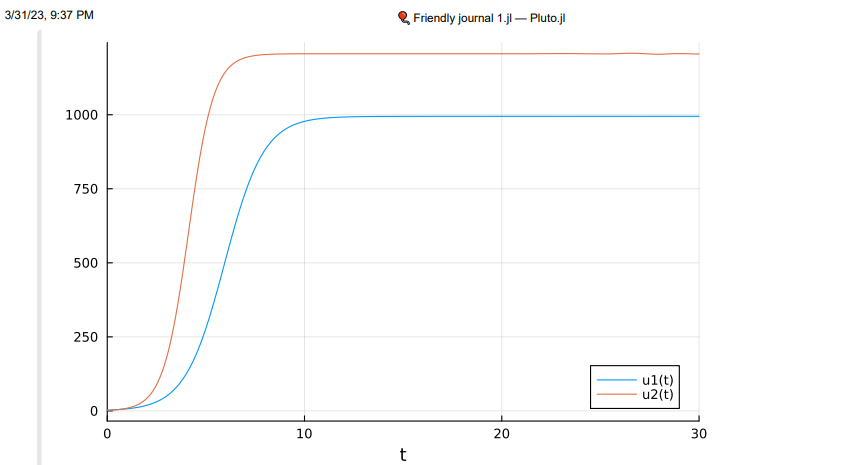 3/31/23, 9:37 PM
🎈 Friendly journal 1.jl — Pluto.jl
1000
750
500
250
0
0 10 20 30
t
u1(t)
u2(t)